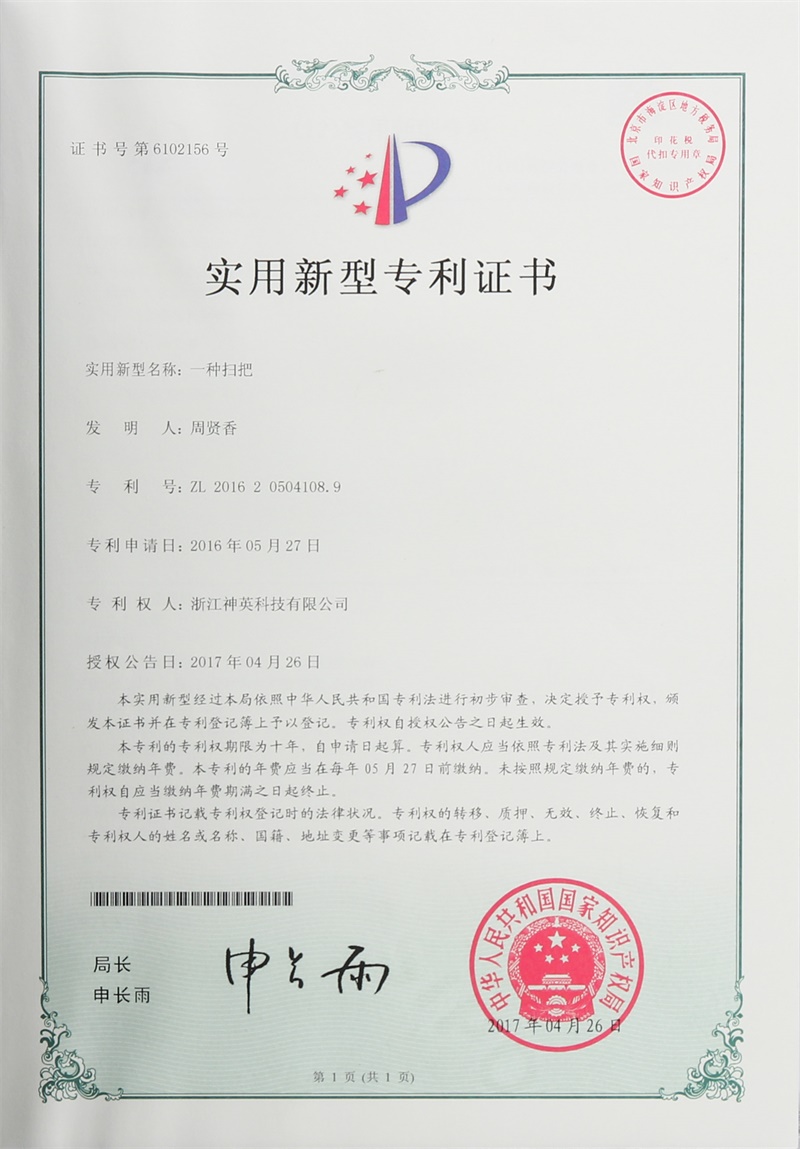 证书号第6102156号
北京市海淀区地方税务局
印花税
代扣专用章
国家知识产权局
实用新型专利证书
实用新型名称：一种扫把
发明人：周贤香
专利号：ZL 2016 2 0504108.9
专利申请日：2016年05月27日
专利权人：浙江神英科技有限公司
授权公告日：2017年04月26日
本实用新型经过本局依照中华人民共和国专利法进行初步审查，决定授予专利权，颁
发本证书并在专利登记簿上予以登记。专利权自授权公告之日起生效。
本专利的专利权期限为十年，自申请日起算。专利权人应当依照专利法及其实施细则
规定缴纳年费。本专利的年费应当在每年05月27日前缴纳。未按照规定缴纳年费的，专
利权自应当缴纳年费期满之日起终止。
专利证书记载专利权登记时的法律状况。专利权的转移、质押、无效、终止、恢复和
专利权人的姓名或名称、国籍、地址变更等事项记载在专利登记簿上。
局长
申长雨
申长雨
中华人民共和国国家知识产权局
2017年04月26日
第 1 页 (共 1 页)